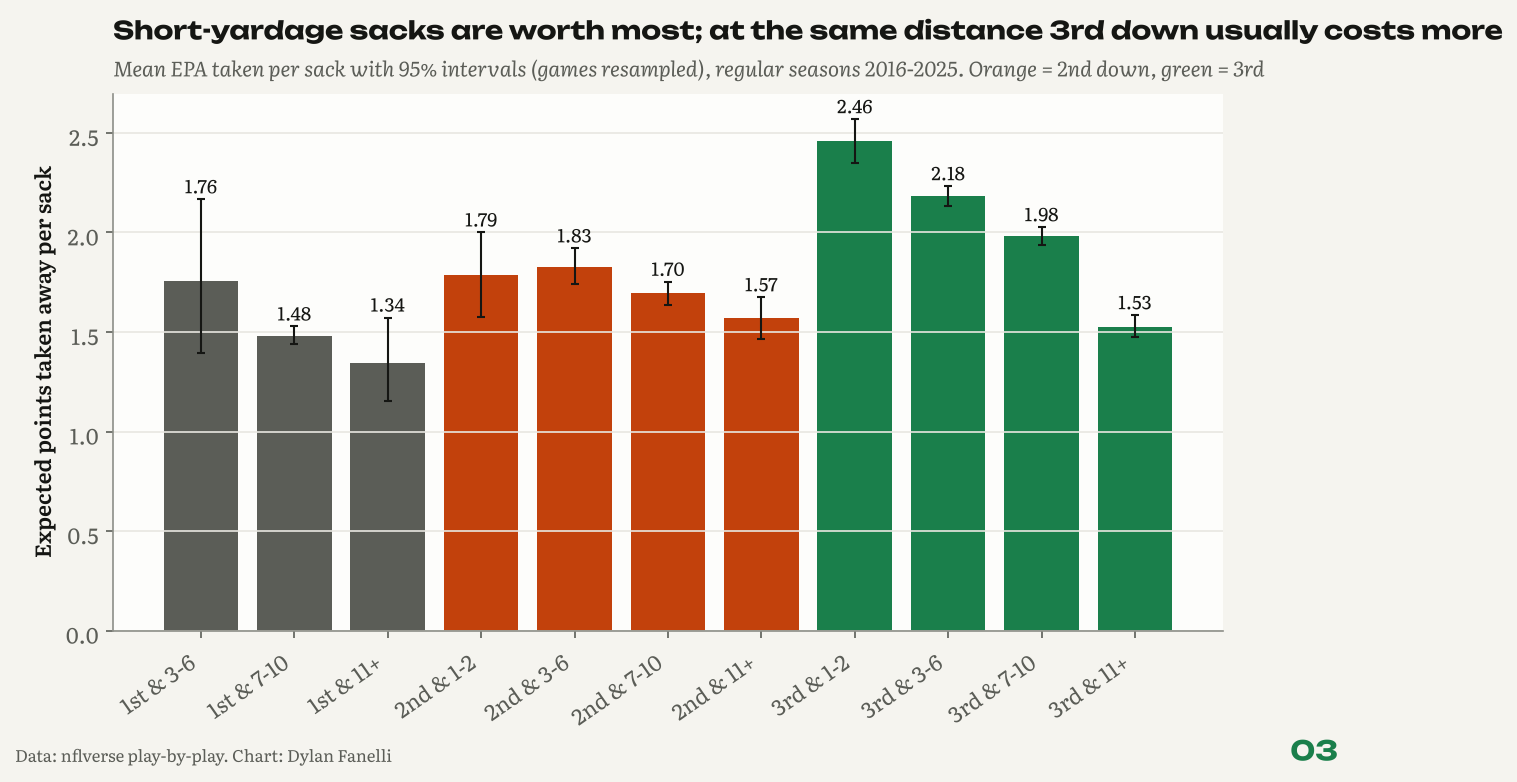 Short-yardage sacks are worth most; at the same distance 3rd down usually costs more
Mean EPA taken per sack with 95% intervals (games resampled), regular seasons 2016-2025. Orange = 2nd down, green = 3rd
Expected points taken away per sack
2.5
2.0
1.5
1.0
0.5
0.0
1.76
1.48
1.34
1.79
1.83
1.70
1.57
2.46
2.18
1.98
1.53
1st & 3-6
1st & 7-10
1st & 11+
2nd & 1-2
2nd & 3-6
2nd & 7-10
2nd & 11+
3rd & 1-2
3rd & 3-6
3rd & 7-10
3rd & 11+
Data: nflverse play-by-play. Chart: Dylan Fanelli
03